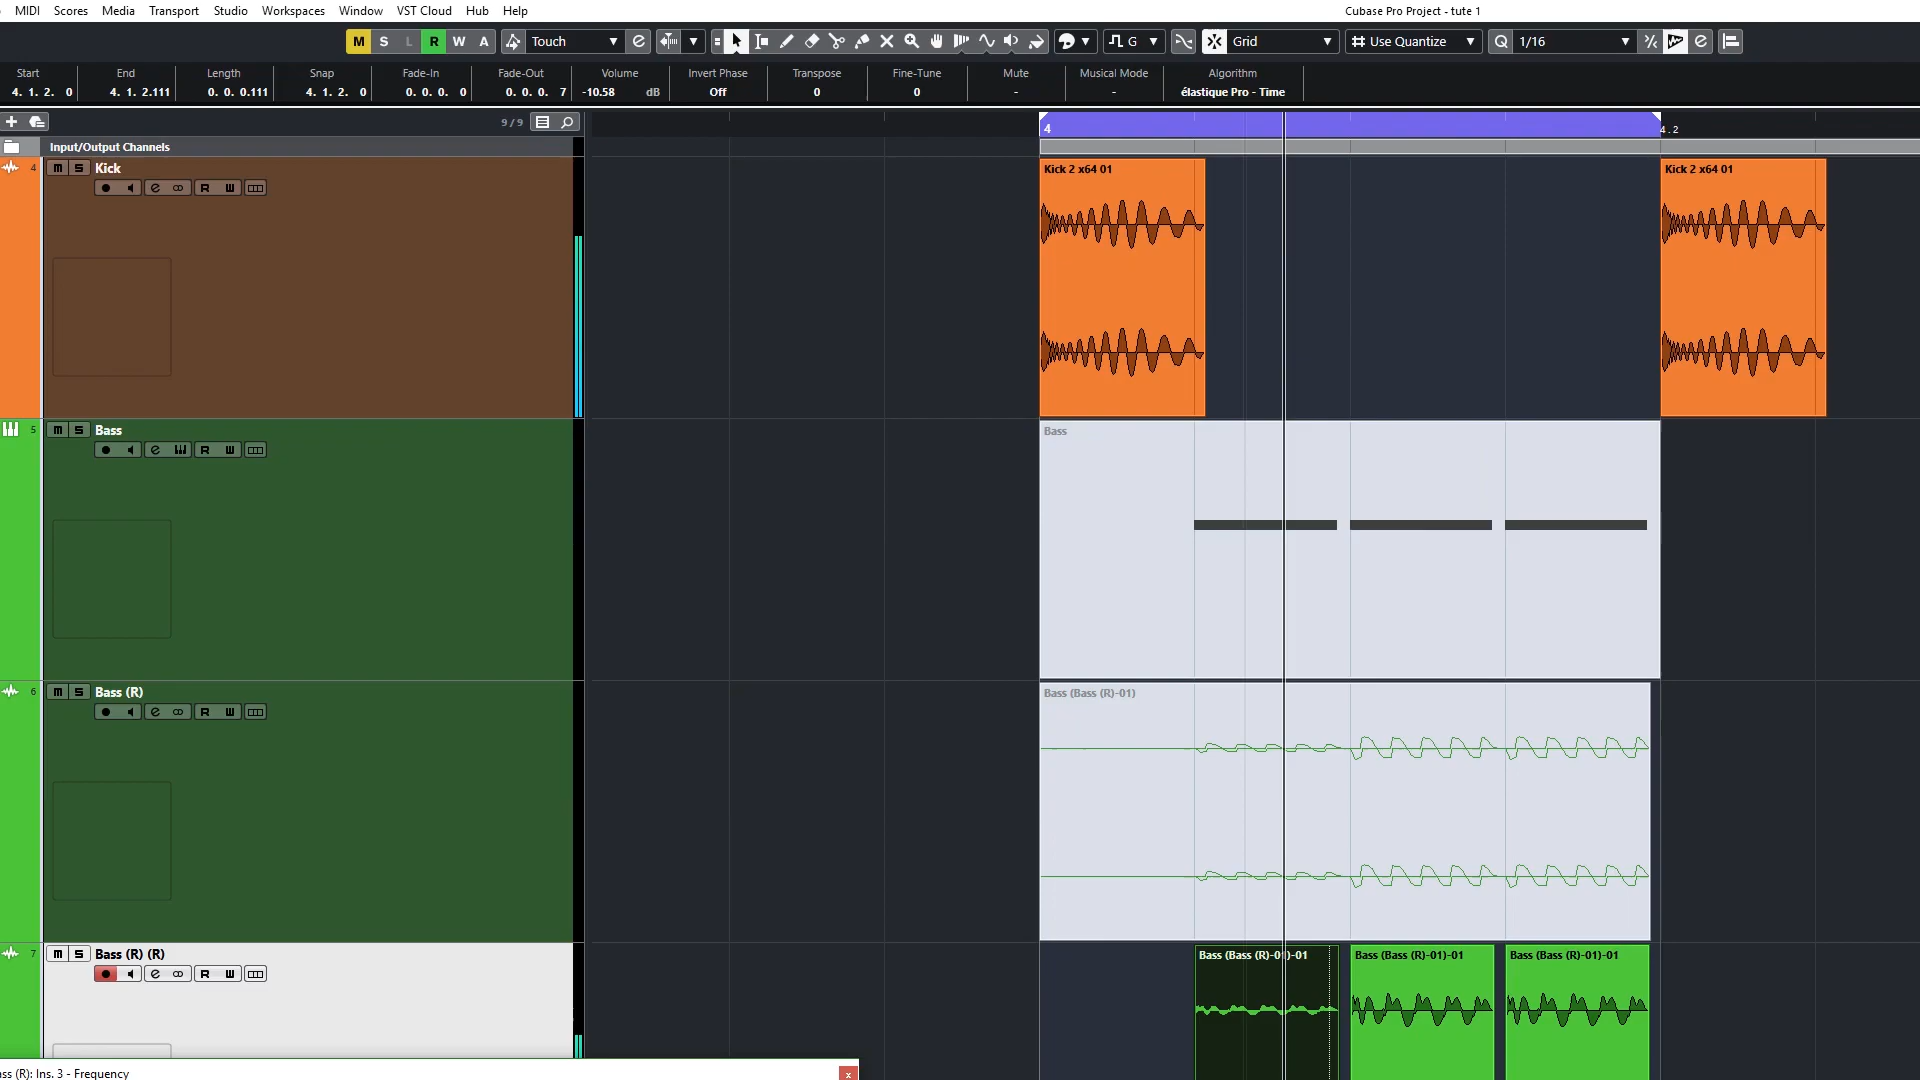 MIDI Scores Media Transport Studio Workspaces Window VST Cloud Hub Help
Cubase Pro Project - tute 1
M S L R W A Touch G Grid Use Quantize Q 1/16
Start End Length Snap Fade-In Fade-Out Volume Invert Phase Transpose Fine-Tune Mute Musical Mode Algorithm
4. 1. 2. 0 4. 1. 2.111 0. 0. 0.111 4. 1. 2. 0 0. 0. 0. 0 0. 0. 0. 7 -10.58 dB Off 0 0 - - élastique Pro - Time
9 / 9
4
4.2
Input/Output Channels
4 m S Kick
R W
Kick 2 x64 01
Kick 2 x64 01
5 m S Bass
R W
Bass
6 m S Bass (R)
R W
Bass (Bass (R)-01)
7 m S Bass (R) (R)
R W
Bass (Bass (R)-01)-01
Bass (Bass (R)-01)-01
Bass (Bass (R)-01)-01
ss (R): Ins. 3 - Frequency
x